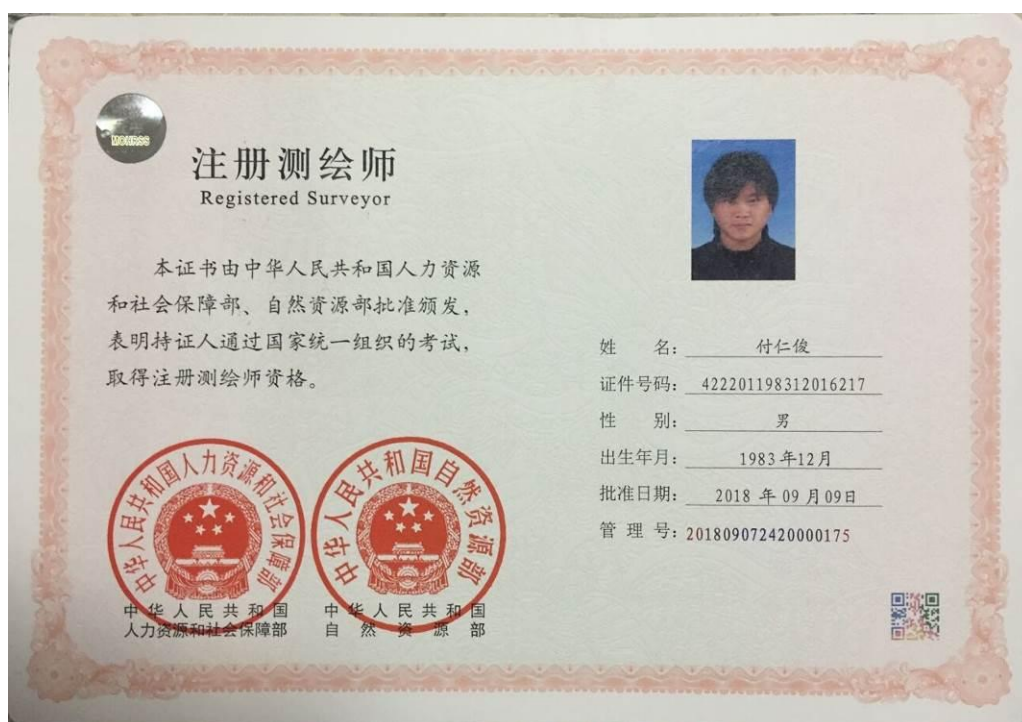 MOHRSS
注册测绘师
Registered Surveyor
本证书由中华人民共和国人力资源
和社会保障部、自然资源部批准颁发，
表明持证人通过国家统一组织的考试，
取得注册测绘师资格。
姓 名：付仁俊
证件号码：422201198312016217
性 别：男
出生年月：1983年12月
批准日期：2018 年 09 月09日
管 理 号：201809072420000175
中华人民共和国人力资源和社会保障部
中华人民共和国自然资源部
中华人民共和国
人力资源和社会保障部
中华人民共和国
自然资源部